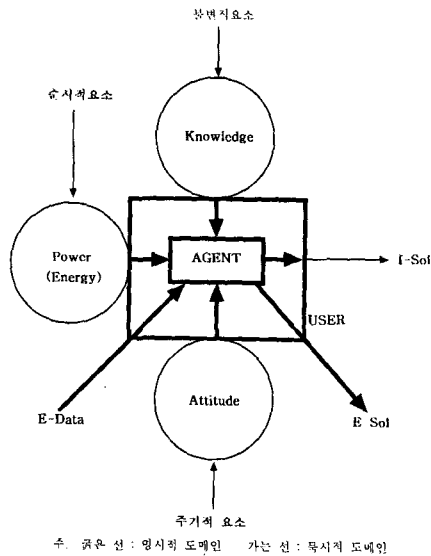 불변적요소
순시적요소
Knowledge
Power
(Energy)
AGENT
I-Sol
USER
E-Data
Attitude
E Sol
주기적 요소
주. 굵은 선 : 명시적 도메인 가는 선 : 묵시적 도메인